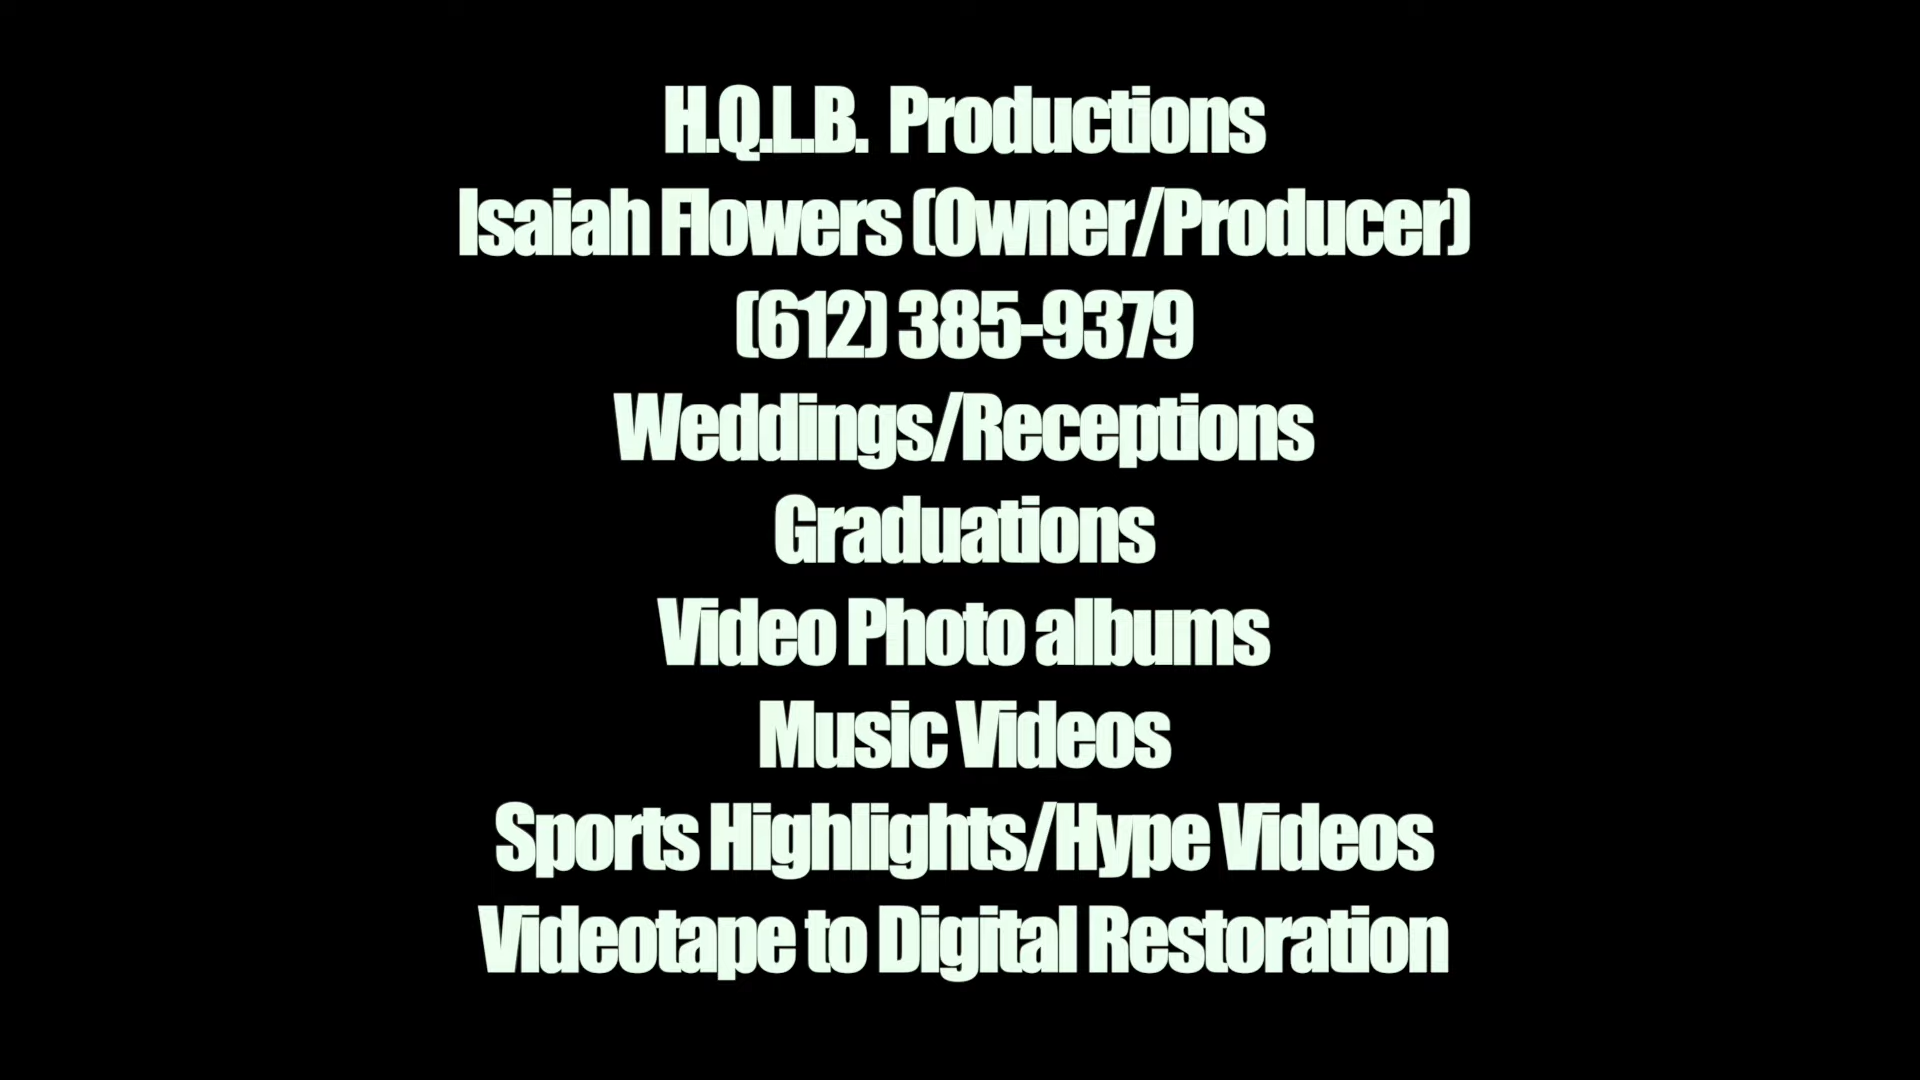 H.Q.L.B. Productions
Isaiah Flowers (Owner/Producer)
(612) 385-9379
Weddings/Receptions
Graduations
Video Photo albums
Music Videos
Sports Highlights/Hype Videos
Videotape to Digital Restoration